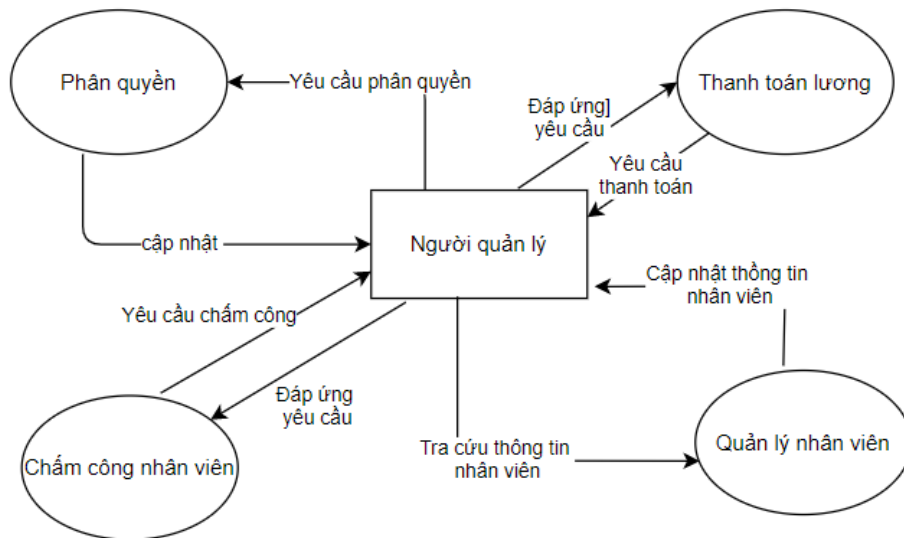 Phân quyền
Yêu cầu phân quyền
Thanh toán lương
Đáp ứng]
yêu cầu
Yêu cầu
thanh toán
cập nhật
Người quản lý
Cập nhật thồng tin
nhân viên
Yêu cầu chấm công
Đáp ứng
yêu cầu
Chấm công nhân viên
Tra cứu thông tin
nhân viên
Quản lý nhân viên